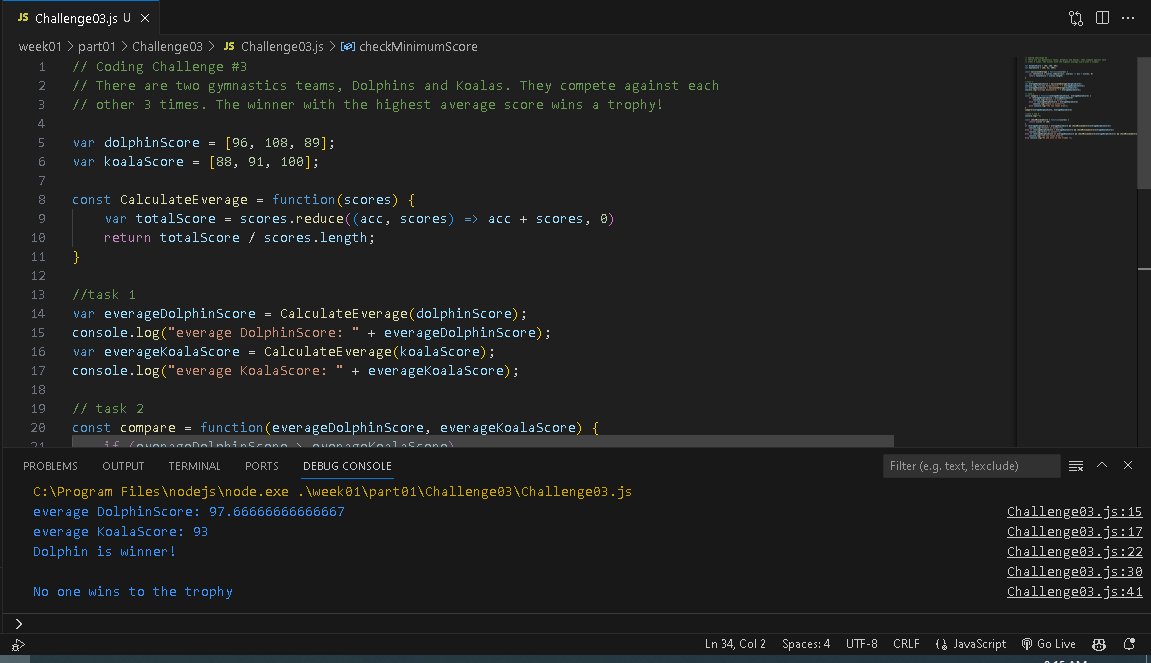 JS Challenge03.js U
week01 > part01 > Challenge03 > JS Challenge03.js > checkMinimumScore
1 // Coding Challenge #3
2 // There are two gymnastics teams, Dolphins and Koalas. They compete against each
3 // other 3 times. The winner with the highest average score wins a trophy!
4
5 var dolphinScore = [96, 108, 89];
6 var koalaScore = [88, 91, 100];
7
8 const CalculateEverage = function(scores) {
9 var totalScore = scores.reduce((acc, scores) => acc + scores, 0)
10 return totalScore / scores.length;
11 }
12
13 //task 1
14 var everageDolphinScore = CalculateEverage(dolphinScore);
15 console.log("everage DolphinScore: " + everageDolphinScore);
16 var everageKoalaScore = CalculateEverage(koalaScore);
17 console.log("everage KoalaScore: " + everageKoalaScore);
18
19 // task 2
20 const compare = function(everageDolphinScore, everageKoalaScore) {
21 if (everageDolphinScore > everageKoalaScore)
PROBLEMS OUTPUT TERMINAL PORTS DEBUG CONSOLE Filter (e.g. text, !exclude)
C:\Program Files\nodejs\node.exe .\week01\part01\Challenge03\Challenge03.js
everage DolphinScore: 97.66666666666667 Challenge03.js:15
everage KoalaScore: 93 Challenge03.js:17
Dolphin is winner! Challenge03.js:22
Challenge03.js:30
No one wins to the trophy Challenge03.js:41
>
Ln 34, Col 2 Spaces: 4 UTF-8 CRLF {} JavaScript Go Live